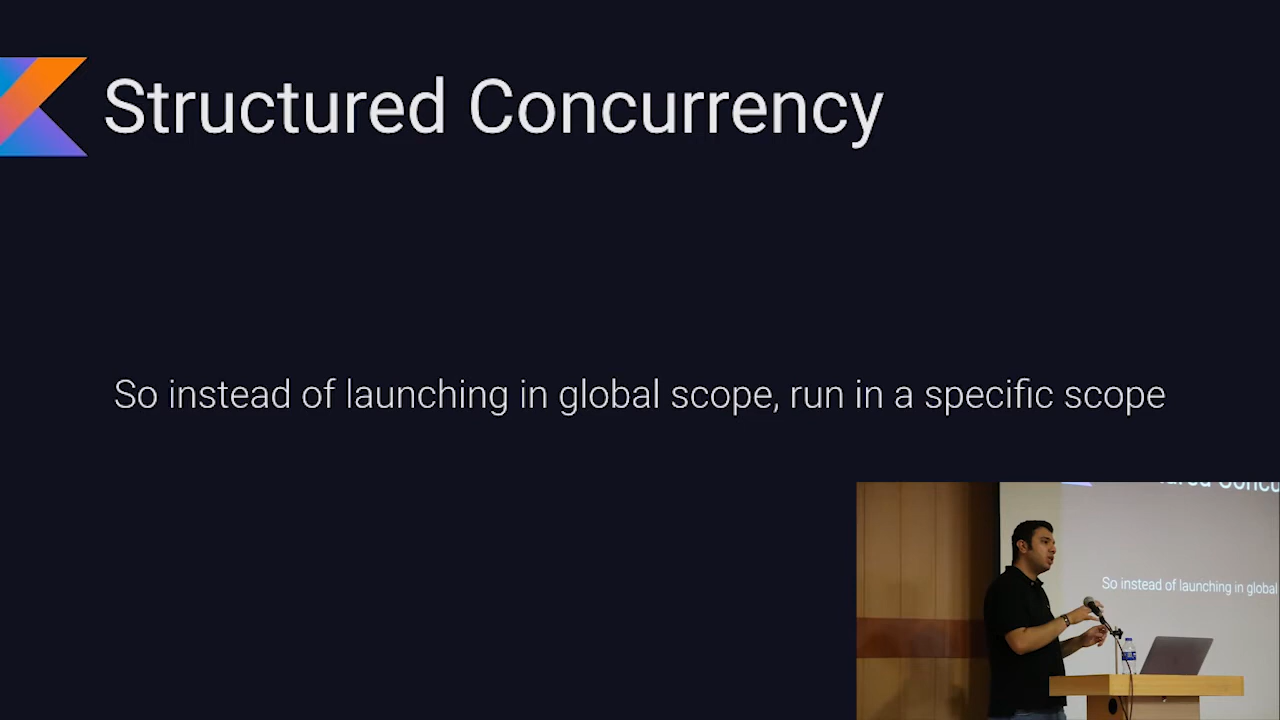 Structured Concurrency
So instead of launching in global scope, run in a specific scope
So instead of launching in global